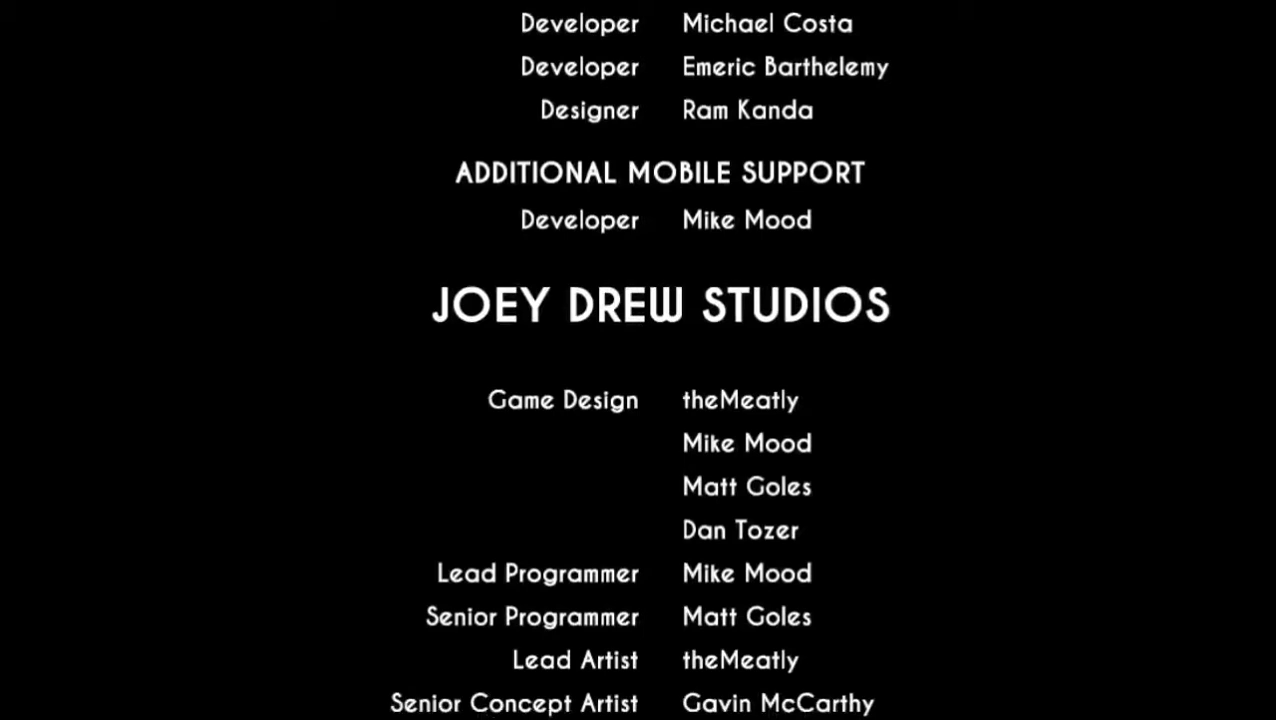 Developer Michael Costa
Developer Emeric Barthelemy
Designer Ram Kanda
ADDITIONAL MOBILE SUPPORT
Developer Mike Mood
JOEY DREW STUDIOS
Game Design theMeatly
Mike Mood
Matt Goles
Dan Tozer
Lead Programmer Mike Mood
Senior Programmer Matt Goles
Lead Artist theMeatly
Senior Concept Artist Gavin McCarthy